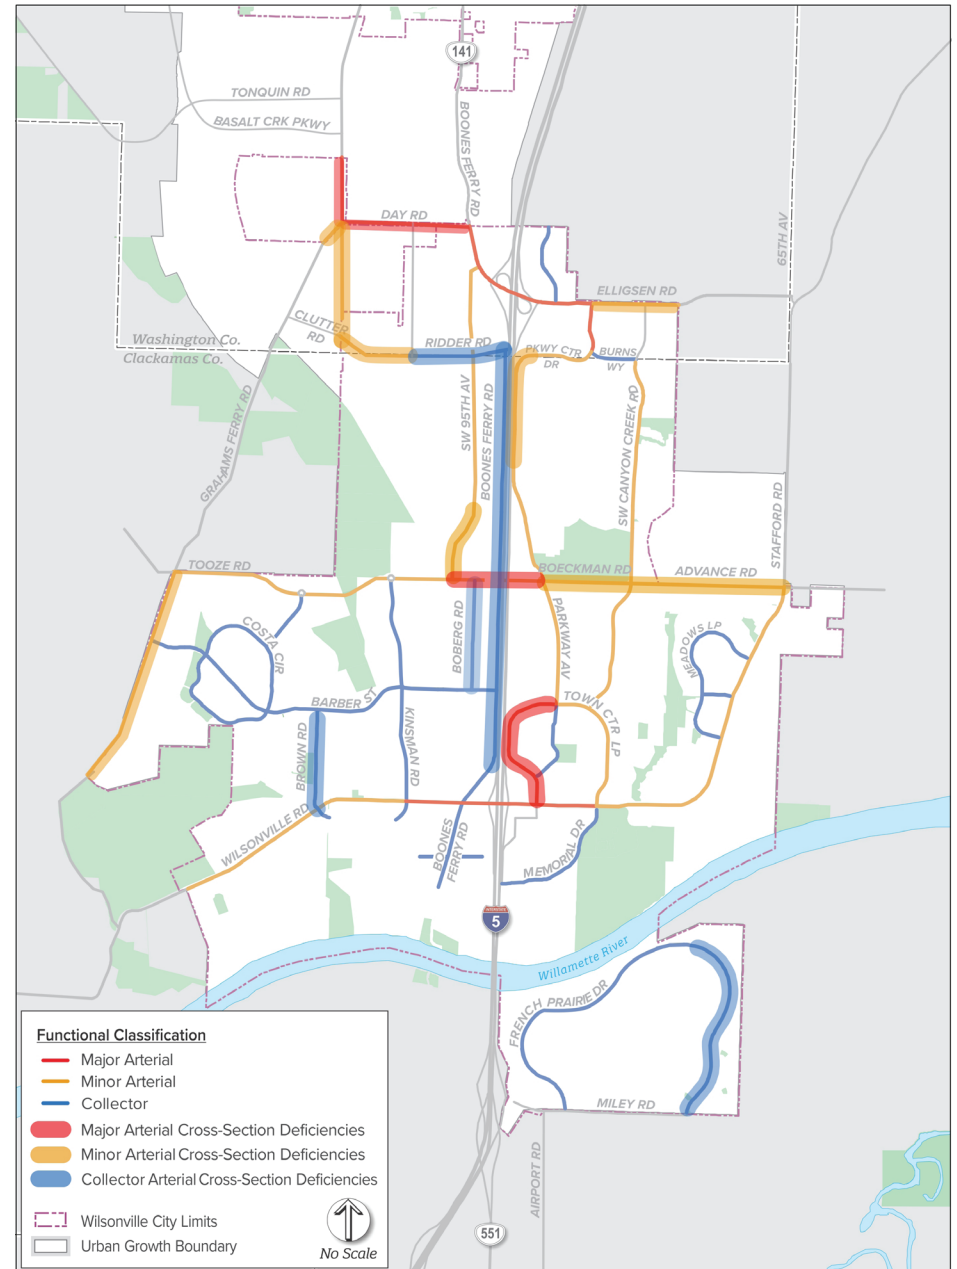 141
TONQUIN RD
BASALT CRK PKWY
BOONES FERRY RD
DAY RD
65TH AV
ELLIGSEN RD
CLUTTER
RD
Washington Co.
Clackamas Co.
RIDDER RD
PKWY CTR
DR
BURNS
WY
SW 95TH AV
BOONES FERRY RD
SW CANYON CREEK RD
GRAHAMS FERRY RD
STAFFORD RD
TOOZE RD
BOECKMAN RD
ADVANCE RD
COSTA CIR
BOBERG RD
PARKWAY AV
MEADOWS LP
BARBER ST
TOWN CTR LP
BROWN RD
KINSMAN RD
WILSONVILLE RD
BOONES
FERRY RD
MEMORIAL DR
5
Willamette River
FRENCH PRAIRIE DR
MILEY RD
AIRPORT RD
551
Functional Classification
Major Arterial
Minor Arterial
Collector
Major Arterial Cross-Section Deficiencies
Minor Arterial Cross-Section Deficiencies
Collector Arterial Cross-Section Deficiencies
Wilsonville City Limits
Urban Growth Boundary
No Scale